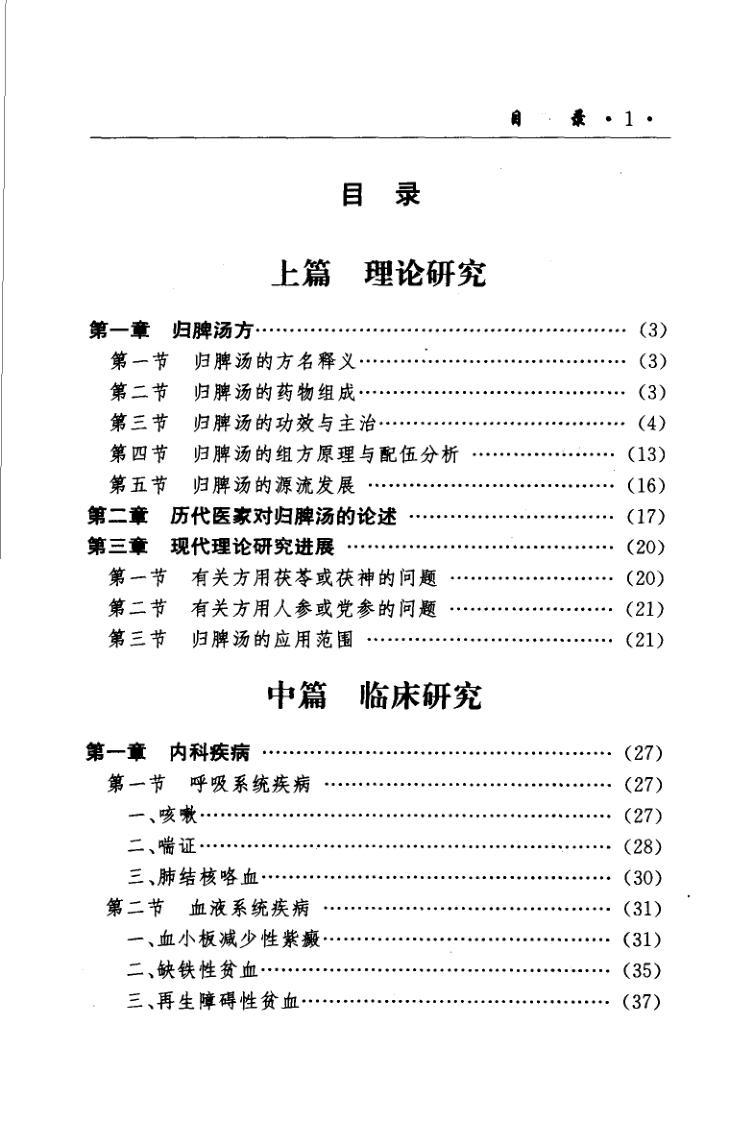 目 录 · 1 ·
目 录
上篇 理论研究
第一章 归脾汤方…………………………………………… (3)
第一节 归脾汤的方名释义………………………………… (3)
第二节 归脾汤的药物组成………………………………… (3)
第三节 归脾汤的功效与主治……………………………… (4)
第四节 归脾汤的组方原理与配伍分析 ………………… (13)
第五节 归脾汤的源流发展 ……………………………… (16)
第二章 历代医家对归脾汤的论述 ………………………… (17)
第三章 现代理论研究进展 ………………………………… (20)
第一节 有关方用茯苓或茯神的问题 …………………… (20)
第二节 有关方用人参或党参的问题 …………………… (21)
第三节 归脾汤的应用范围 ……………………………… (21)
中篇 临床研究
第一章 内科疾病 …………………………………………… (27)
第一节 呼吸系统疾病 …………………………………… (27)
一、咳嗽…………………………………………………… (27)
二、喘证…………………………………………………… (28)
三、肺结核咯血…………………………………………… (30)
第二节 血液系统疾病 …………………………………… (31)
一、血小板减少性紫癜…………………………………… (31)
二、缺铁性贫血…………………………………………… (35)
三、再生障碍性贫血……………………………………… (37)